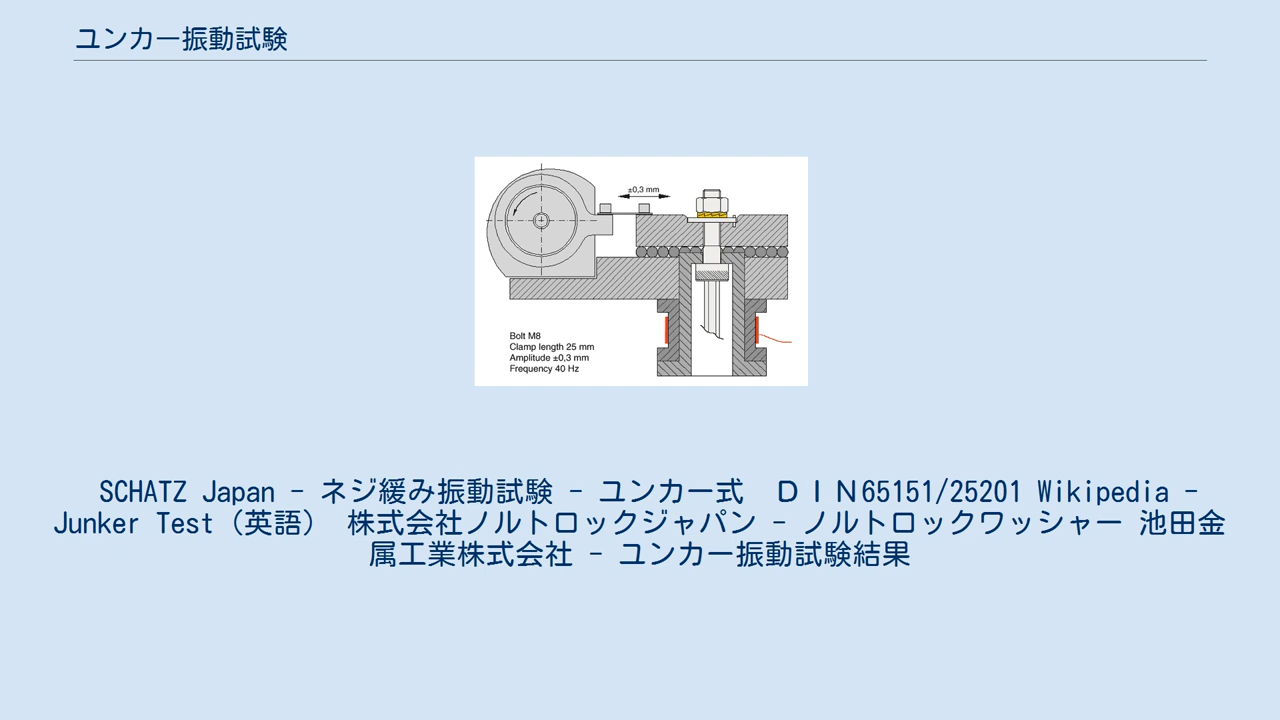 ユンカー振動試験
±0,3 mm
Bolt M8
Clamp length 25 mm
Amplitude ±0,3 mm
Frequency 40 Hz
SCHATZ Japan - ネジ緩み振動試験 - ユンカー式　ＤＩＮ65151/25201 Wikipedia -
Junker Test（英語） 株式会社ノルトロックジャパン - ノルトロックワッシャー 池田金
属工業株式会社 - ユンカー振動試験結果